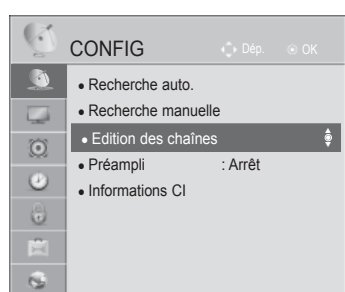 CONFIG Dép. OK
• Recherche auto.
• Recherche manuelle
• Edition des chaînes
• Préampli : Arrêt
• Informations CI